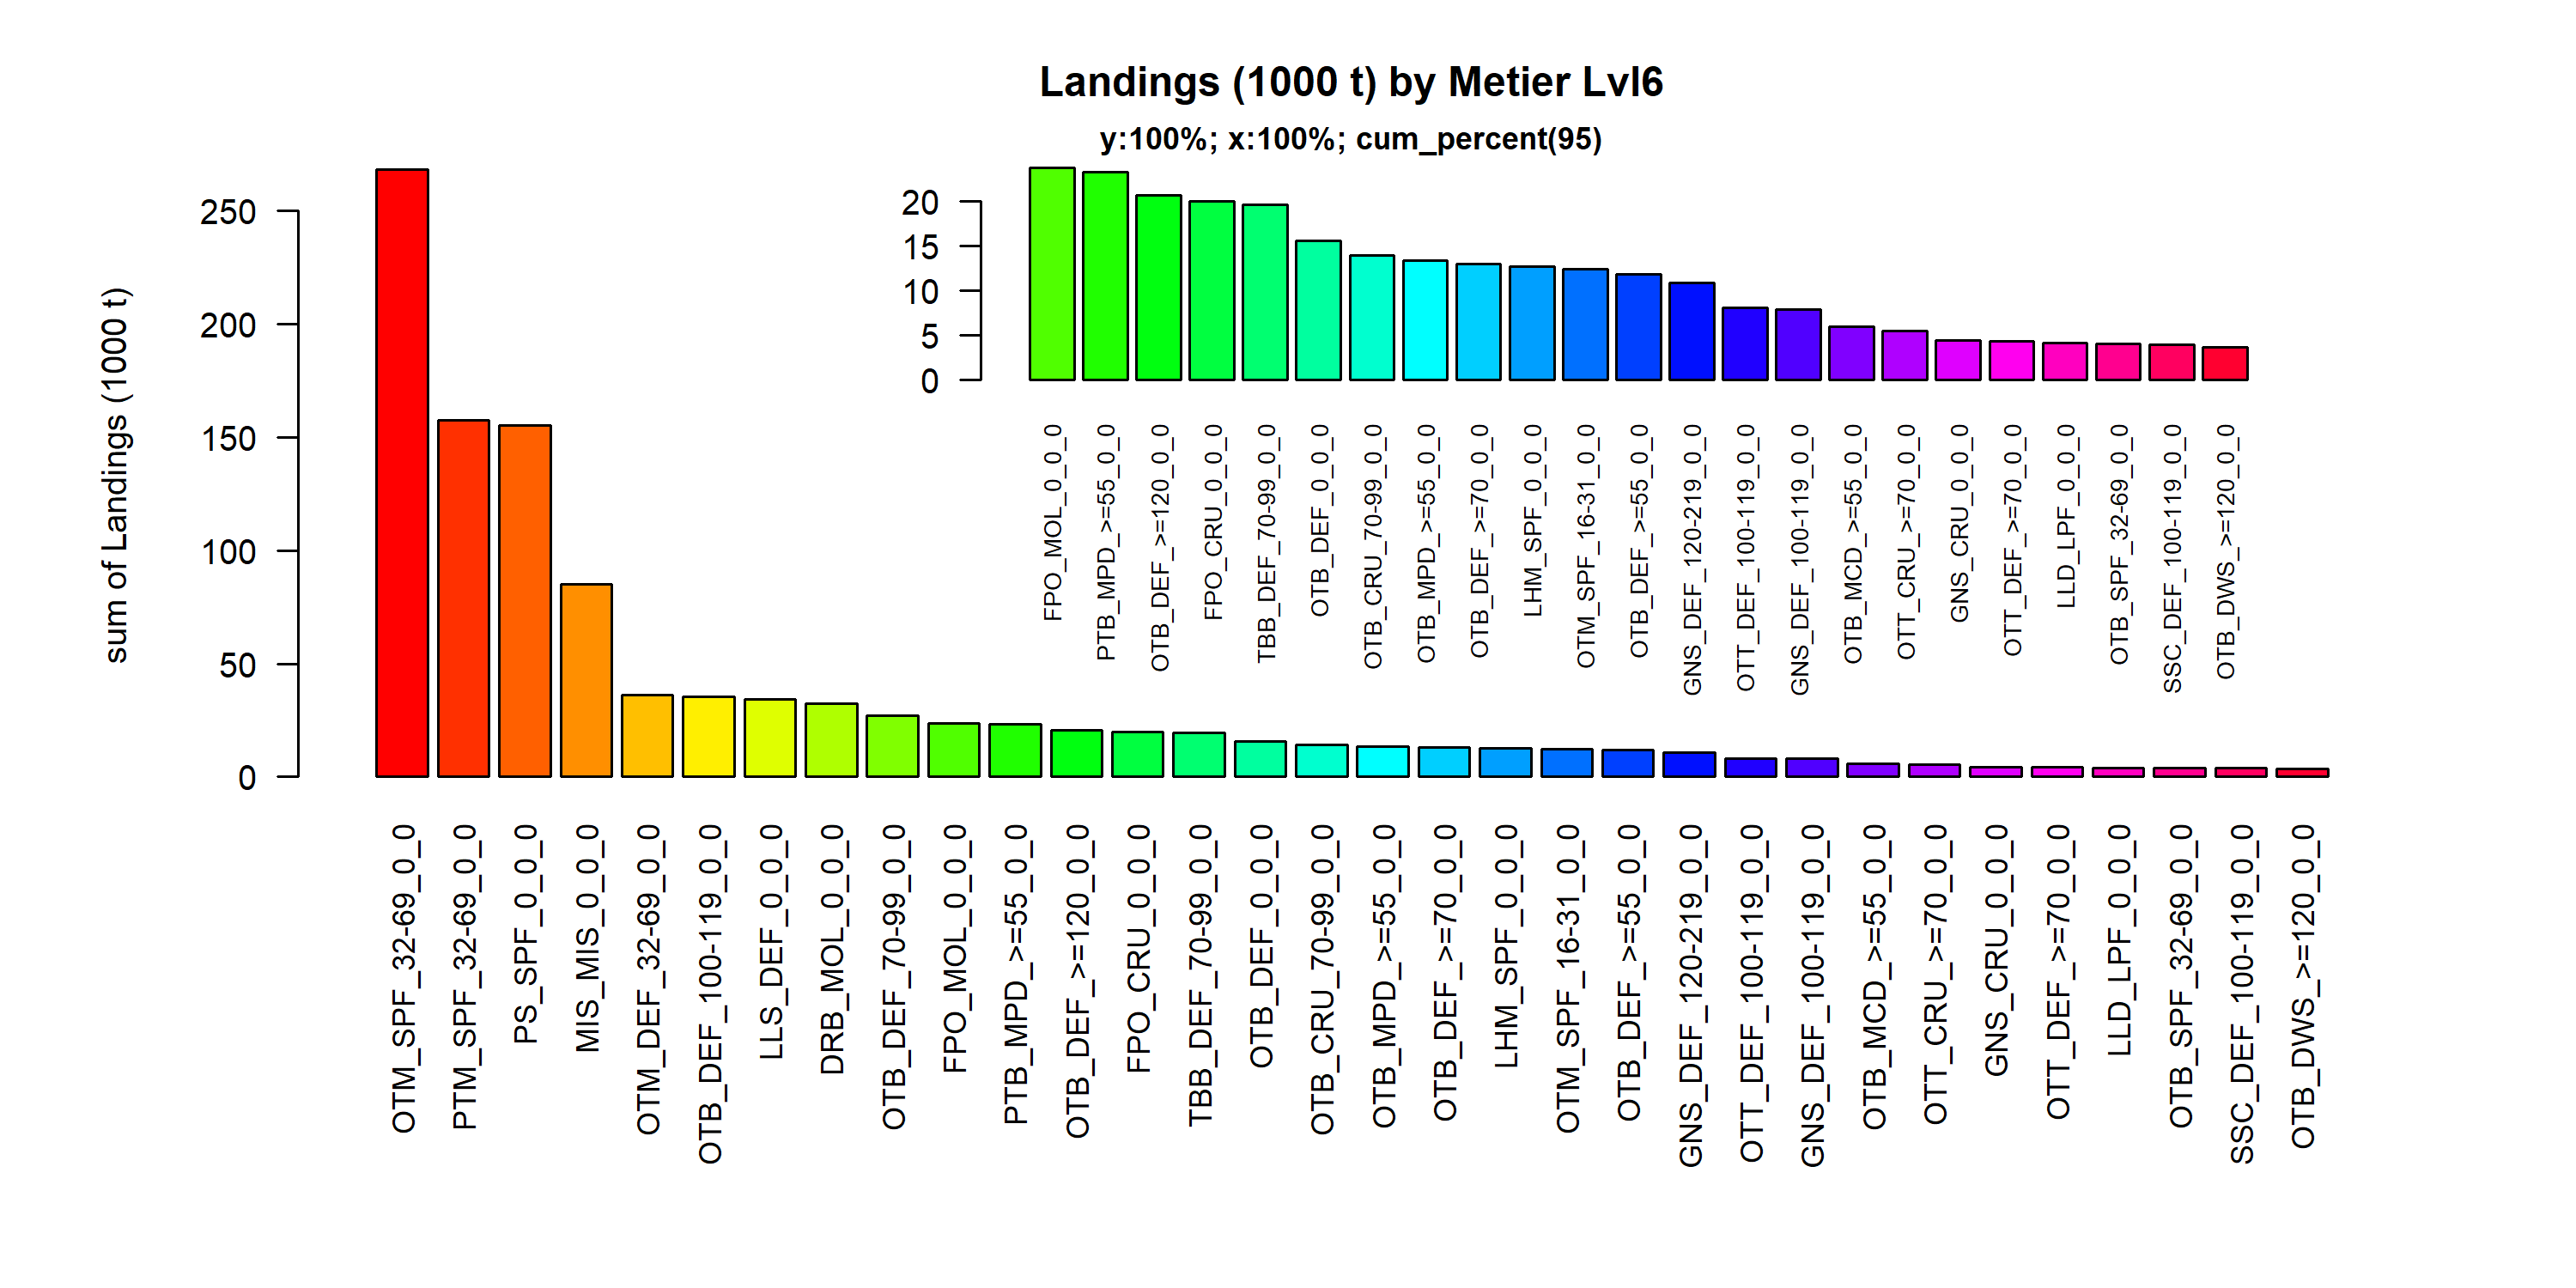 Landings (1000 t) by Metier Lvl6
y:100%; x:100%; cum_percent(95)
sum of Landings (1000 t)
250
200
150
100
50
0
20
15
10
5
0
FPO_MOL_0_0_0
PTB_MPD_>=55_0_0
OTB_DEF_>=120_0_0
FPO_CRU_0_0_0
TBB_DEF_70-99_0_0
OTB_DEF_0_0_0
OTB_CRU_70-99_0_0
OTB_MPD_>=55_0_0
OTB_DEF_>=70_0_0
LHM_SPF_0_0_0
OTM_SPF_16-31_0_0
OTB_DEF_>=55_0_0
GNS_DEF_120-219_0_0
OTT_DEF_100-119_0_0
GNS_DEF_100-119_0_0
OTB_MCD_>=55_0_0
OTT_CRU_>=70_0_0
GNS_CRU_0_0_0
OTT_DEF_>=70_0_0
LLD_LPF_0_0_0
OTB_SPF_32-69_0_0
SSC_DEF_100-119_0_0
OTB_DWS_>=120_0_0
OTM_SPF_32-69_0_0
PTM_SPF_32-69_0_0
PS_SPF_0_0_0
MIS_MIS_0_0_0
OTM_DEF_32-69_0_0
OTB_DEF_100-119_0_0
LLS_DEF_0_0_0
DRB_MOL_0_0_0
OTB_DEF_70-99_0_0
FPO_MOL_0_0_0
PTB_MPD_>=55_0_0
OTB_DEF_>=120_0_0
FPO_CRU_0_0_0
TBB_DEF_70-99_0_0
OTB_DEF_0_0_0
OTB_CRU_70-99_0_0
OTB_MPD_>=55_0_0
OTB_DEF_>=70_0_0
LHM_SPF_0_0_0
OTM_SPF_16-31_0_0
OTB_DEF_>=55_0_0
GNS_DEF_120-219_0_0
OTT_DEF_100-119_0_0
GNS_DEF_100-119_0_0
OTB_MCD_>=55_0_0
OTT_CRU_>=70_0_0
GNS_CRU_0_0_0
OTT_DEF_>=70_0_0
LLD_LPF_0_0_0
OTB_SPF_32-69_0_0
SSC_DEF_100-119_0_0
OTB_DWS_>=120_0_0